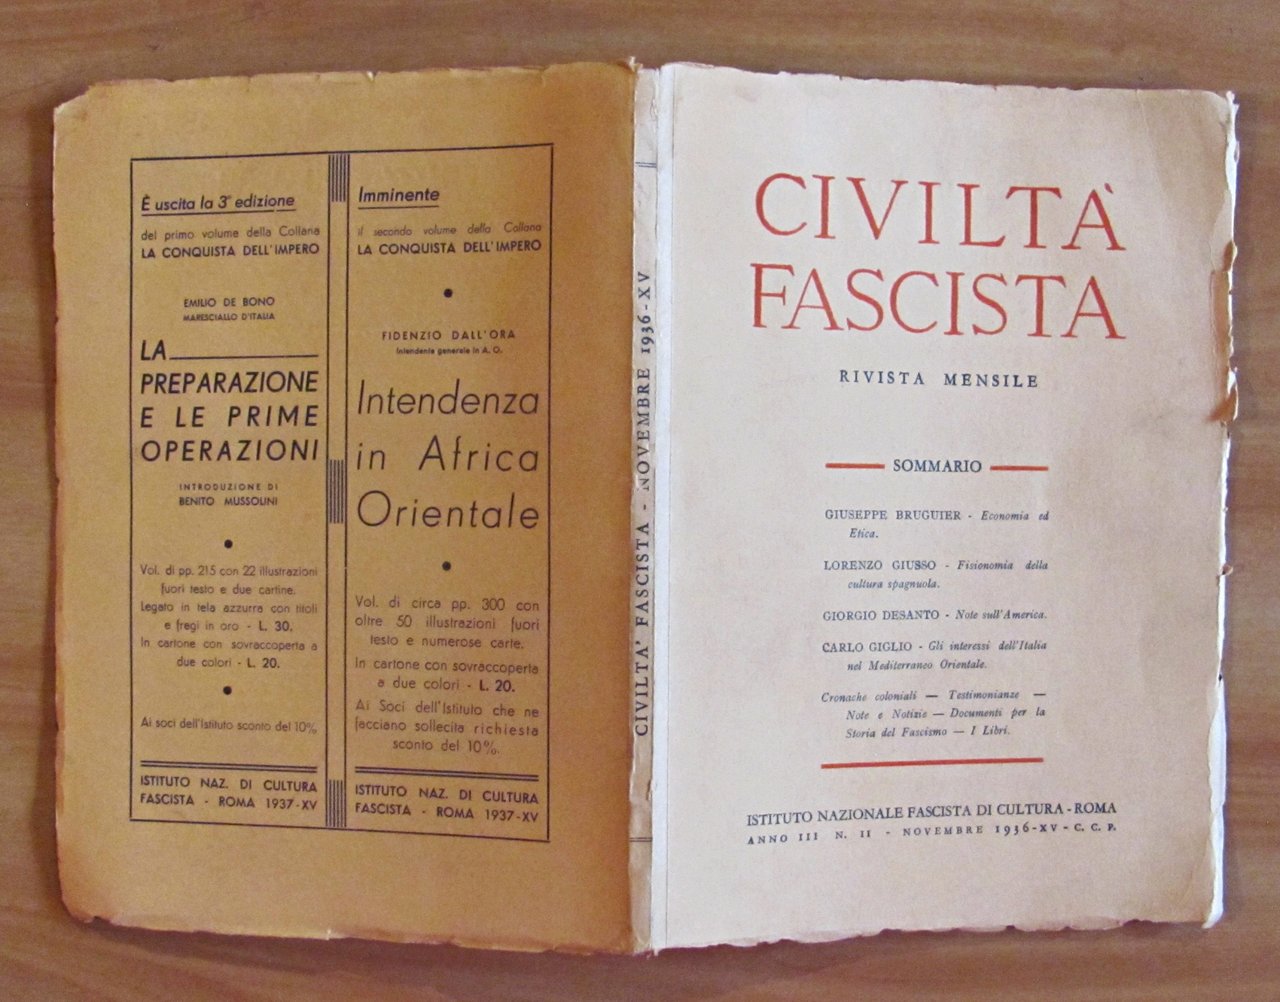 È uscita la 3ª edizione
del primo volume della Collana
LA CONQUISTA DELL'IMPERO
EMILIO DE BONO
MARESCIALLO D'ITALIA
LA
PREPARAZIONE
E LE PRIME
OPERAZIONI
INTRODUZIONE DI
BENITO MUSSOLINI
Vol. di pp. 215 con 22 illustrazioni
fuori testo e due cartine.
Legato in tela azzurra con titoli
e fregi in oro - L. 30.
In cartone con sovraccoperta a
due colori - L. 20.
Ai soci dell'Istituto sconto del 10%
ISTITUTO NAZ. DI CULTURA
FASCISTA - ROMA 1937-XV
Imminente
il secondo volume della Collana
LA CONQUISTA DELL'IMPERO
FIDENZIO DALL'ORA
Intendente generale in A. O.
Intendenza
in Africa
Orientale
Vol. di circa pp. 300 con
oltre 50 illustrazioni fuori
testo e numerose carte.
In cartone con sovraccoperta
a due colori - L. 20.
Ai Soci dell'Istituto che ne
facciano sollecita richiesta
sconto del 10%.
ISTITUTO NAZ. DI CULTURA
FASCISTA - ROMA 1937-XV
CIVILTA' FASCISTA - NOVEMBRE 1936-XV
CIVILTÀ
FASCISTA
RIVISTA MENSILE
SOMMARIO
GIUSEPPE BRUGUIER - Economia ed
Etica.
LORENZO GIUSSO - Fisionomia della
cultura spagnuola.
GIORGIO DESANTO - Note sull'America.
CARLO GIGLIO - Gli interessi dell'Italia
nel Mediterraneo Orientale.
Cronache coloniali — Testimonianze —
Note e Notizie — Documenti per la
Storia del Fascismo — I Libri.
ISTITUTO NAZIONALE FASCISTA DI CULTURA - ROMA
ANNO III N. 11 - NOVEMBRE 1936-XV - C. C. P.